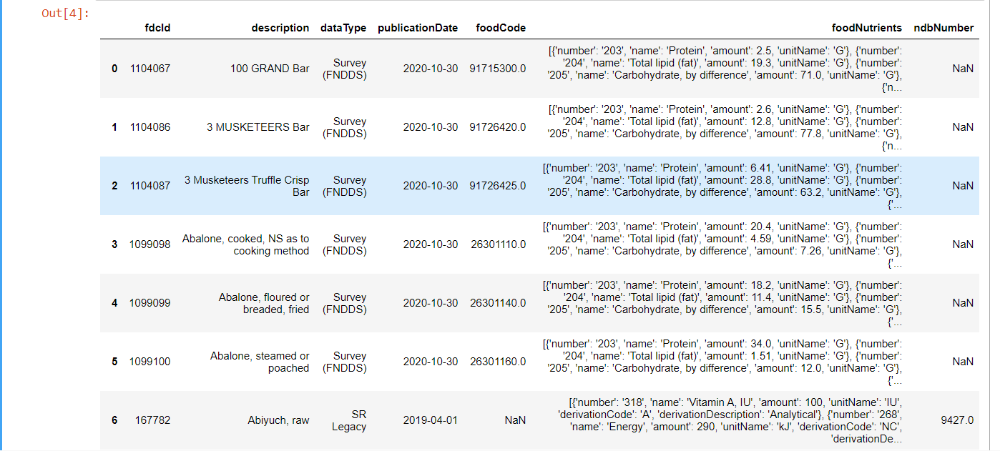 Out[4]:
fdcId description dataType publicationDate foodCode foodNutrients ndbNumber
0 1104067 100 GRAND Bar Survey (FNDDS) 2020-10-30 91715300.0 [{'number': '203', 'name': 'Protein', 'amount': 2.5, 'unitName': 'G'}, {'number':
'204', 'name': 'Total lipid (fat)', 'amount': 19.3, 'unitName': 'G'}, {'number':
'205', 'name': 'Carbohydrate, by difference', 'amount': 71.0, 'unitName': 'G'},
{'n... NaN
1 1104086 3 MUSKETEERS Bar Survey (FNDDS) 2020-10-30 91726420.0 [{'number': '203', 'name': 'Protein', 'amount': 2.6, 'unitName': 'G'}, {'number':
'204', 'name': 'Total lipid (fat)', 'amount': 12.8, 'unitName': 'G'}, {'number':
'205', 'name': 'Carbohydrate, by difference', 'amount': 77.8, 'unitName': 'G'},
{'n... NaN
2 1104087 3 Musketeers Truffle Crisp Bar Survey (FNDDS) 2020-10-30 91726425.0 [{'number': '203', 'name': 'Protein', 'amount': 6.41, 'unitName': 'G'}, {'number':
'204', 'name': 'Total lipid (fat)', 'amount': 28.8, 'unitName': 'G'}, {'number':
'205', 'name': 'Carbohydrate, by difference', 'amount': 63.2, 'unitName': 'G'},
{'... NaN
3 1099098 Abalone, cooked, NS as to cooking method Survey (FNDDS) 2020-10-30 26301110.0 [{'number': '203', 'name': 'Protein', 'amount': 20.4, 'unitName': 'G'}, {'number':
'204', 'name': 'Total lipid (fat)', 'amount': 4.59, 'unitName': 'G'}, {'number':
'205', 'name': 'Carbohydrate, by difference', 'amount': 7.26, 'unitName': 'G'},
{'... NaN
4 1099099 Abalone, floured or breaded, fried Survey (FNDDS) 2020-10-30 26301140.0 [{'number': '203', 'name': 'Protein', 'amount': 18.2, 'unitName': 'G'}, {'number':
'204', 'name': 'Total lipid (fat)', 'amount': 11.4, 'unitName': 'G'}, {'number':
'205', 'name': 'Carbohydrate, by difference', 'amount': 15.5, 'unitName': 'G'},
{'... NaN
5 1099100 Abalone, steamed or poached Survey (FNDDS) 2020-10-30 26301160.0 [{'number': '203', 'name': 'Protein', 'amount': 34.0, 'unitName': 'G'}, {'number':
'204', 'name': 'Total lipid (fat)', 'amount': 1.51, 'unitName': 'G'}, {'number':
'205', 'name': 'Carbohydrate, by difference', 'amount': 12.0, 'unitName': 'G'},
{'... NaN
6 167782 Abiyuch, raw SR Legacy 2019-04-01 NaN [{'number': '318', 'name': 'Vitamin A, IU', 'amount': 100, 'unitName': 'IU',
'derivationCode': 'A', 'derivationDescription': 'Analytical'}, {'number': '268',
'name': 'Energy', 'amount': 290, 'unitName': 'kJ', 'derivationCode': 'NC',
'derivationDe... 9427.0